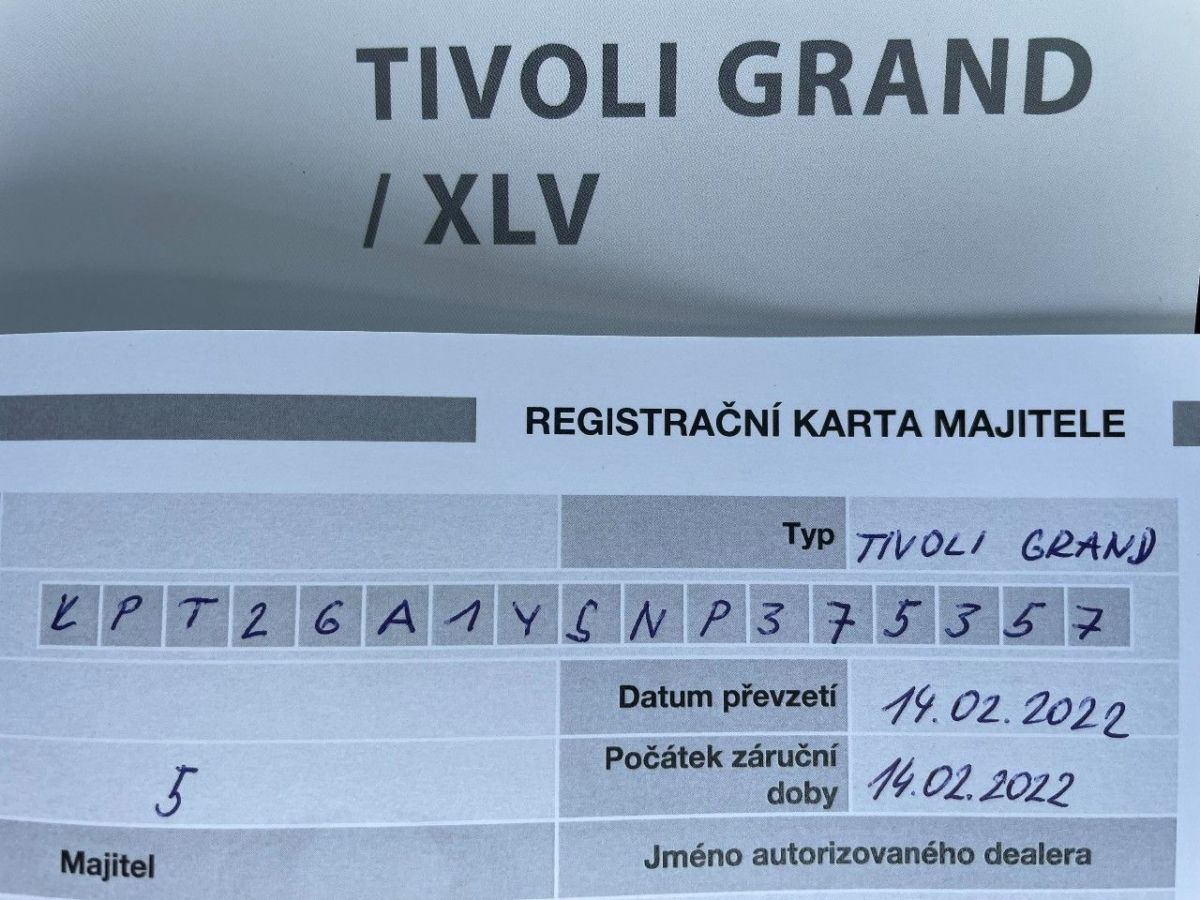 TIVOLI GRAND
/ XLV
REGISTRAČNÍ KARTA MAJITELE
Typ TIVOLI GRAND
KPT26A1YSNP375357
Datum převzetí 14.02.2022
Počátek záruční
doby 14.02.2022
5
Majitel
Jméno autorizovaného dealera